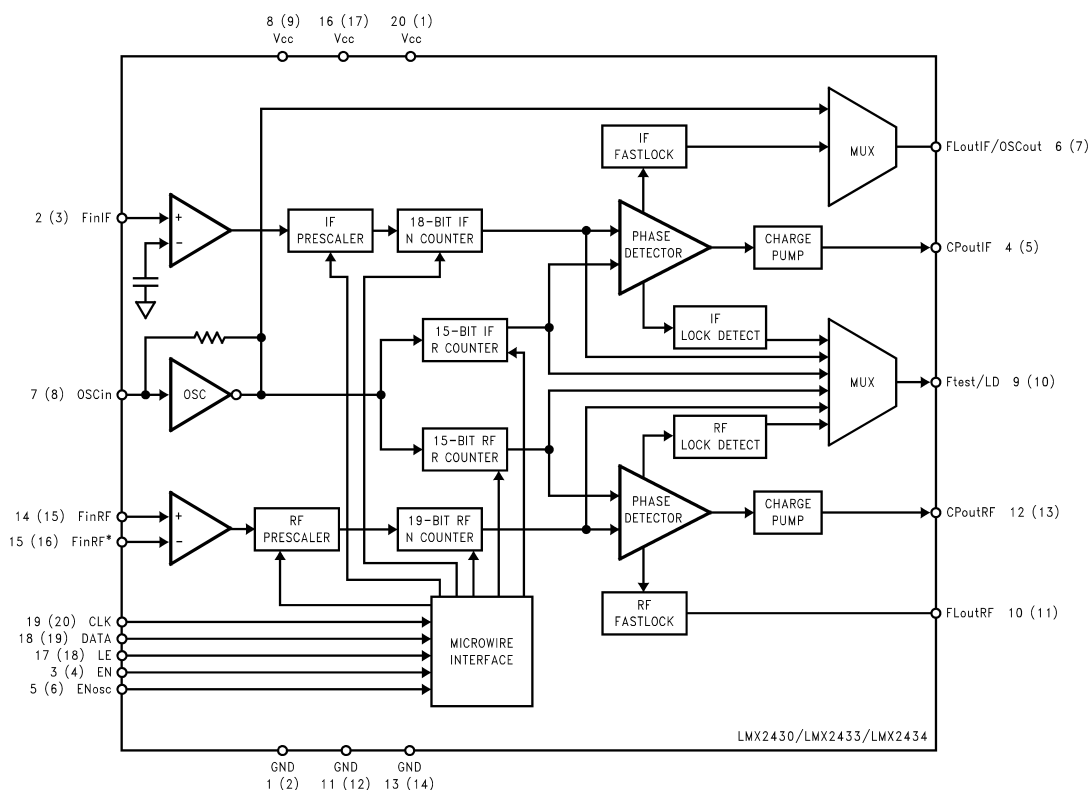 8 (9) 16 (17) 20 (1)
Vcc Vcc Vcc
IF
FASTLOCK
MUX
FLoutIF/OSCout 6 (7)
2 (3) FinIF
+
−
IF
PRESCALER
18-BIT IF
N COUNTER
PHASE
DETECTOR
CHARGE
PUMP
CPoutIF 4 (5)
15-BIT IF
R COUNTER
IF
LOCK DETECT
7 (8) OSCin
OSC
MUX
Ftest/LD 9 (10)
15-BIT RF
R COUNTER
RF
LOCK DETECT
14 (15) FinRF
15 (16) FinRF*
+
−
RF
PRESCALER
19-BIT RF
N COUNTER
PHASE
DETECTOR
CHARGE
PUMP
CPoutRF 12 (13)
RF
FASTLOCK
FLoutRF 10 (11)
19 (20) CLK
18 (19) DATA
17 (18) LE
3 (4) EN
5 (6) ENosc
MICROWIRE
INTERFACE
LMX2430/LMX2433/LMX2434
GND GND GND
1 (2) 11 (12) 13 (14)